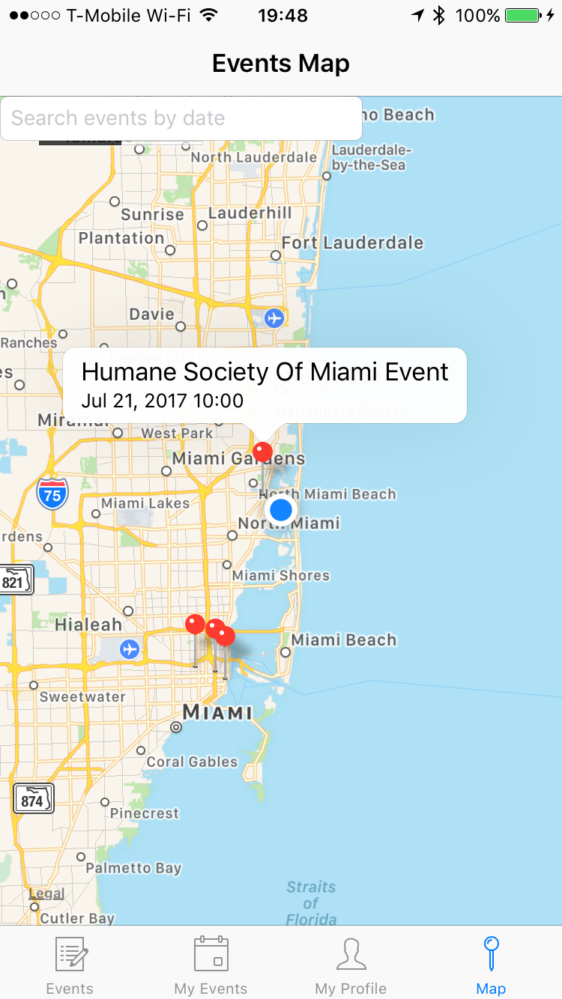 T-Mobile Wi-Fi 19:48 100%
Events Map
Search events by date
no Beach
North Lauderdale
Lauderdale-
by-the-Sea
Sunrise
Lauderhill
Plantation
Fort Lauderdale
Davie
Ranches
Cooper City
es
Humane Society Of Miami Event
Jul 21, 2017 10:00
Hallandale Beach
Miramar
West Park
Miami Gardens
75
North Miami Beach
Miami Lakes
North Miami
rdens
Miami Shores
821
Hialeah
Miami Beach
Sweetwater
MIAMI
Coral Gables
874
Pinecrest
Palmetto Bay
Straits
of
Florida
Legal
Cutler Bay
Events My Events My Profile Map